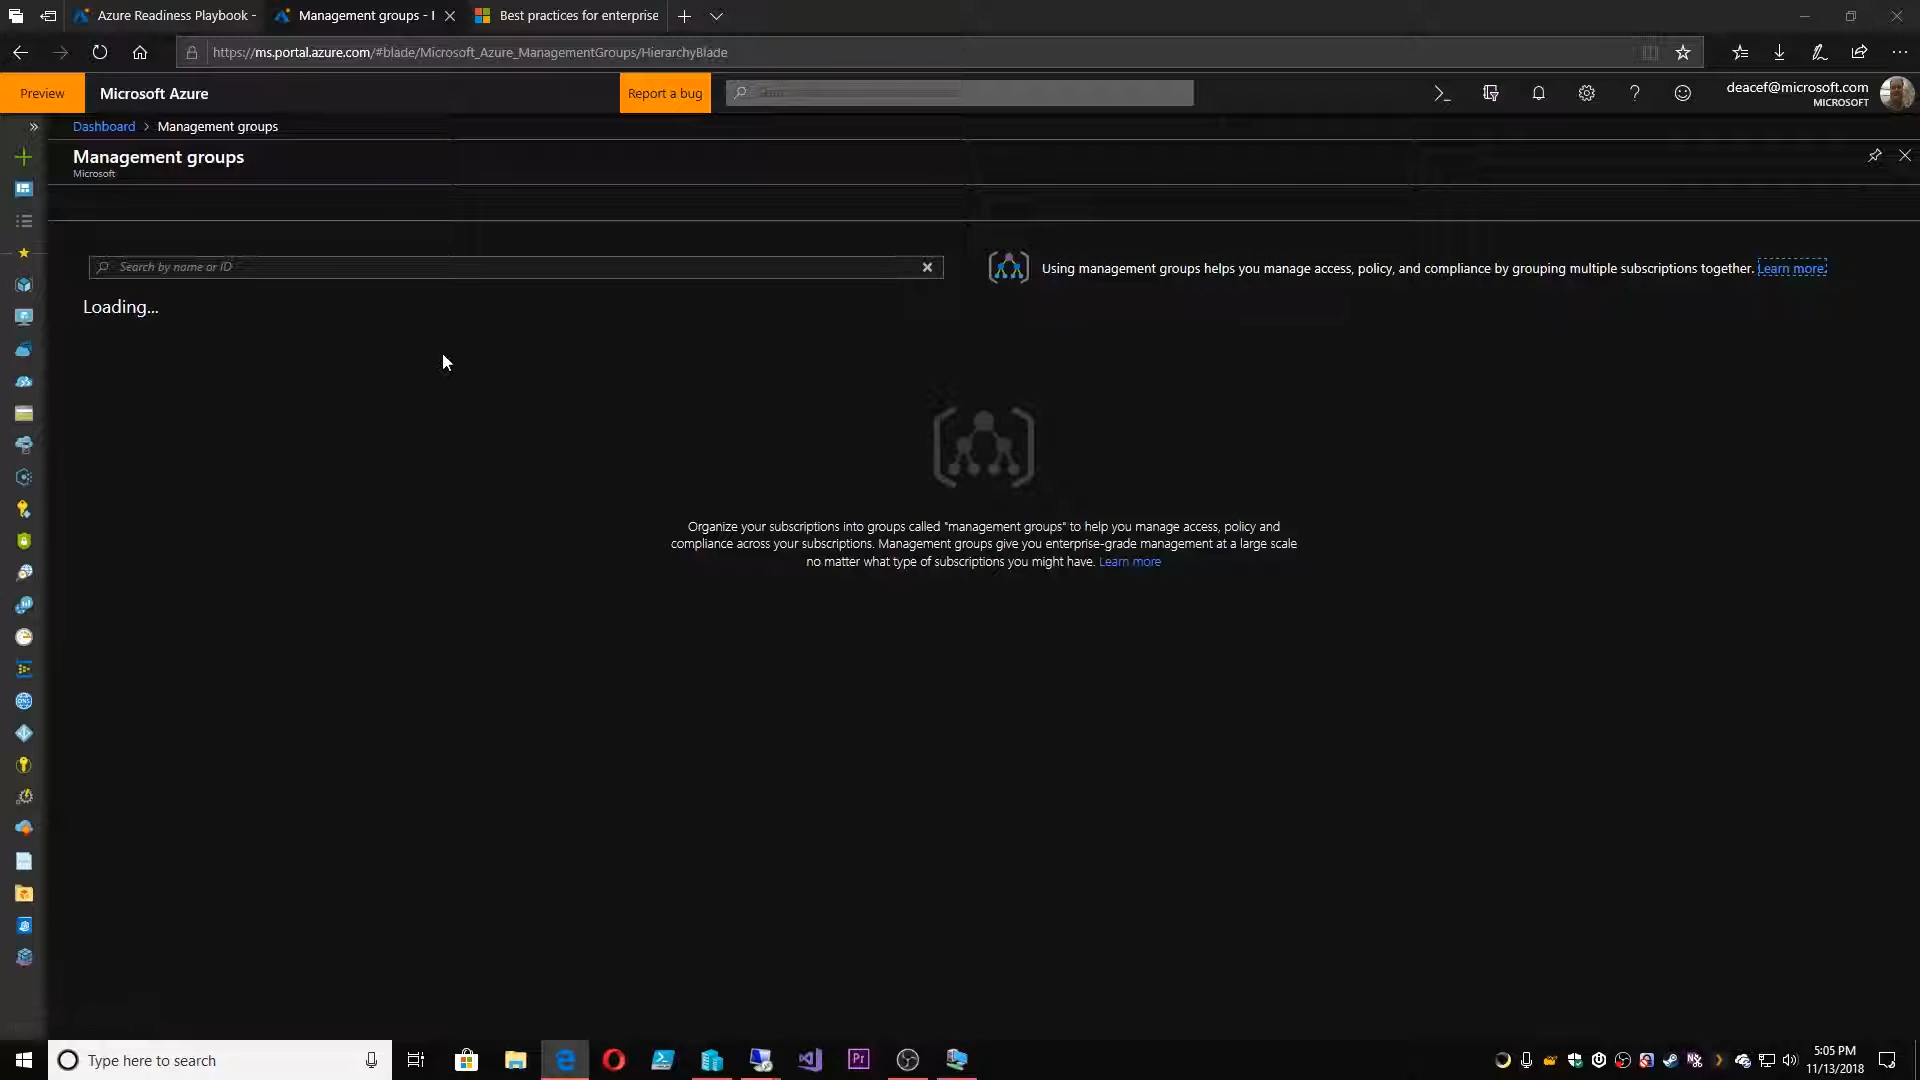 Azure Readiness Playbook -
Management groups - I
Best practices for enterprise
https://ms.portal.azure.com/#blade/Microsoft_Azure_ManagementGroups/HierarchyBlade
Preview
Microsoft Azure
Report a bug
deacef@microsoft.com
MICROSOFT
Dashboard > Management groups
Management groups
Microsoft
Search by name or ID
Using management groups helps you manage access, policy, and compliance by grouping multiple subscriptions together. Learn more.
Loading...
Organize your subscriptions into groups called "management groups" to help you manage access, policy and
compliance across your subscriptions. Management groups give you enterprise-grade management at a large scale
no matter what type of subscriptions you might have. Learn more
Type here to search
Pr
5:05 PM
11/13/2018